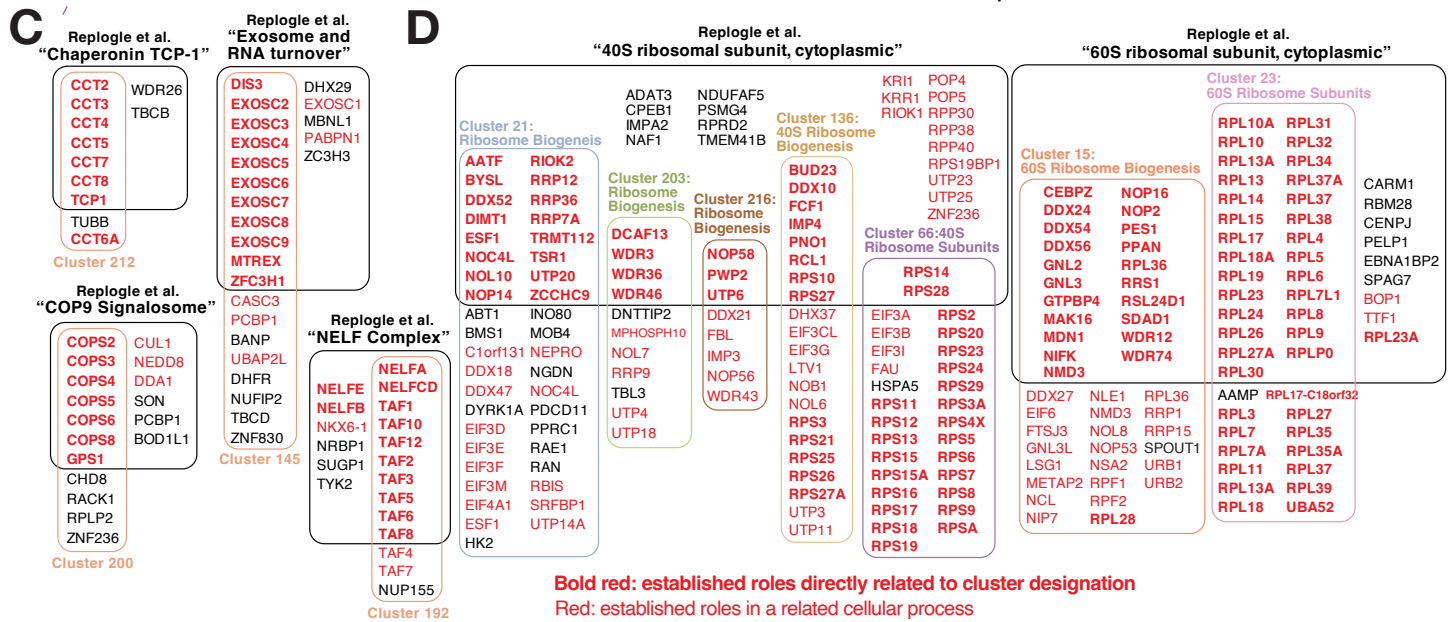 C
Replogle et al.
“Chaperonin TCP-1”
CCT2
CCT3
CCT4
CCT5
CCT7
CCT8
TCP1
WDR26
TBCB
TUBB
CCT6A
Cluster 212
Replogle et al.
“Exosome and
RNA turnover”
DIS3
EXOSC2
EXOSC3
EXOSC4
EXOSC5
EXOSC6
EXOSC7
EXOSC8
EXOSC9
MTREX
ZFC3H1
DHX29
EXOSC1
MBNL1
PABPN1
ZC3H3
CASC3
PCBP1
BANP
UBAP2L
DHFR
NUFIP2
TBCD
ZNF830
Cluster 145
Replogle et al.
“COP9 Signalosome”
COPS2
COPS3
COPS4
COPS5
COPS6
COPS8
GPS1
CUL1
NEDD8
DDA1
SON
PCBP1
BOD1L1
CHD8
RACK1
RPLP2
ZNF236
Cluster 200
Replogle et al.
“NELF Complex”
NELFE
NELFB
NKX6-1
NRBP1
SUGP1
TYK2
NELFA
NELFCD
TAF1
TAF10
TAF12
TAF2
TAF3
TAF5
TAF6
TAF8
TAF4
TAF7
NUP155
Cluster 192
D
Replogle et al.
“40S ribosomal subunit, cytoplasmic”
ADAT3 NDUFAF5
CPEB1 PSMG4
IMPA2 RPRD2
NAF1 TMEM41B
KRI1 POP4
KRR1 POP5
RIOK1 RPP30
RPP38
RPP40
RPS19BP1
UTP23
UTP25
ZNF236
Cluster 21:
Ribosome Biogeneis
AATF RIOK2
BYSL RRP12
DDX52 RRP36
DIMT1 RRP7A
ESF1 TRMT112
NOC4L TSR1
NOL10 UTP20
NOP14 ZCCHC9
ABT1 INO80
BMS1 MOB4
C1orf131 NEPRO
DDX18 NGDN
DDX47 NOC4L
DYRK1A PDCD11
EIF3D PPRC1
EIF3E RAE1
EIF3F RAN
EIF3M RBIS
EIF4A1 SRFBP1
ESF1 UTP14A
HK2
Cluster 203:
Ribosome
Biogenesis
DCAF13
WDR3
WDR36
WDR46
DNTTIP2
MPHOSPH10
NOL7
RRP9
TBL3
UTP4
UTP18
Cluster 216:
Ribosome
Biogenesis
NOP58
PWP2
UTP6
DDX21
FBL
IMP3
NOP56
WDR43
Cluster 136:
40S Ribosome
Biogenesis
BUD23
DDX10
FCF1
IMP4
PNO1
RCL1
RPS10
RPS27
DHX37
EIF3CL
EIF3G
LTV1
NOB1
NOL6
RPS3
RPS21
RPS25
RPS26
RPS27A
UTP3
UTP11
Cluster 66:40S
Ribosome Subunits
RPS14
RPS28
EIF3A RPS2
EIF3B RPS20
EIF3I RPS23
FAU RPS24
HSPA5 RPS29
RPS11 RPS3A
RPS12 RPS4X
RPS13 RPS5
RPS15 RPS6
RPS15A RPS7
RPS16 RPS8
RPS17 RPS9
RPS18 RPSA
RPS19
Replogle et al.
“60S ribosomal subunit, cytoplasmic”
Cluster 15:
60S Ribosome Biogenesis
CEBPZ NOP16
DDX24 NOP2
DDX54 PES1
DDX56 PPAN
GNL2 RPL36
GNL3 RRS1
GTPBP4 RSL24D1
MAK16 SDAD1
MDN1 WDR12
NIFK WDR74
NMD3
DDX27 NLE1 RPL36
EIF6 NMD3 RRP1
FTSJ3 NOL8 RRP15
GNL3L NOP53 SPOUT1
LSG1 NSA2 URB1
METAP2 RPF1 URB2
NCL RPF2
NIP7 RPL28
Cluster 23:
60S Ribosome Subunits
RPL10A RPL31
RPL10 RPL32
RPL13A RPL34
RPL13 RPL37A
RPL14 RPL37
RPL15 RPL38
RPL17 RPL4
RPL18A RPL5
RPL19 RPL6
RPL23 RPL7L1
RPL24 RPL8
RPL26 RPL9
RPL27A RPLP0
RPL30
AAMP RPL17-C18orf32
RPL3 RPL27
RPL7 RPL35
RPL7A RPL35A
RPL11 RPL37
RPL13A RPL39
RPL18 UBA52
CARM1
RBM28
CENPJ
PELP1
EBNA1BP2
SPAG7
BOP1
TTF1
RPL23A
Bold red: established roles directly related to cluster designation
Red: established roles in a related cellular process